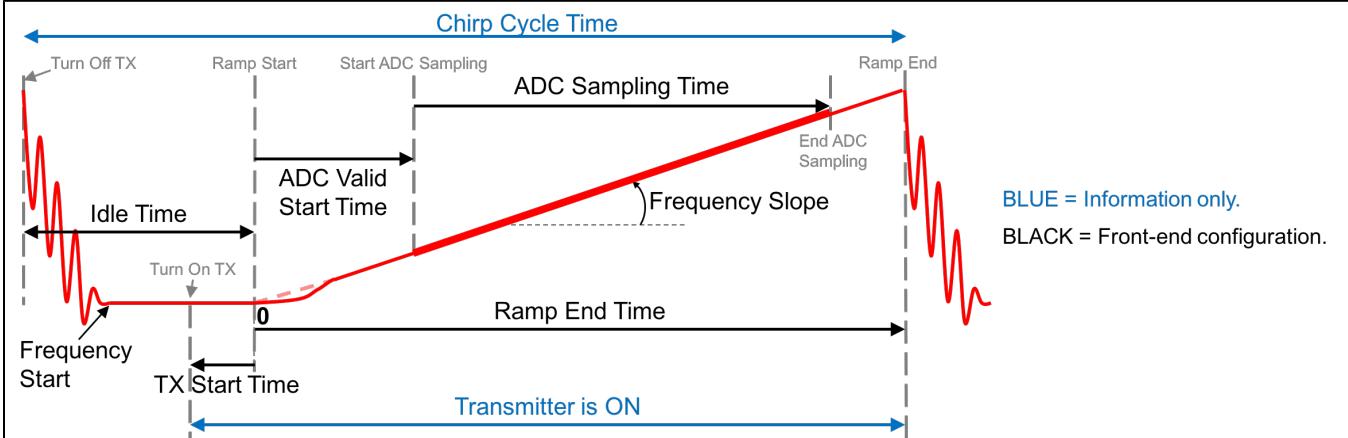 Chirp Cycle Time
Turn Off TX
Ramp Start
Start ADC Sampling
Ramp End
ADC Sampling Time
End ADC
Sampling
ADC Valid
Start Time
Idle Time
Frequency Slope
BLUE = Information only.
BLACK = Front-end configuration.
Turn On TX
0
Ramp End Time
Frequency
Start
TX Start Time
Transmitter is ON